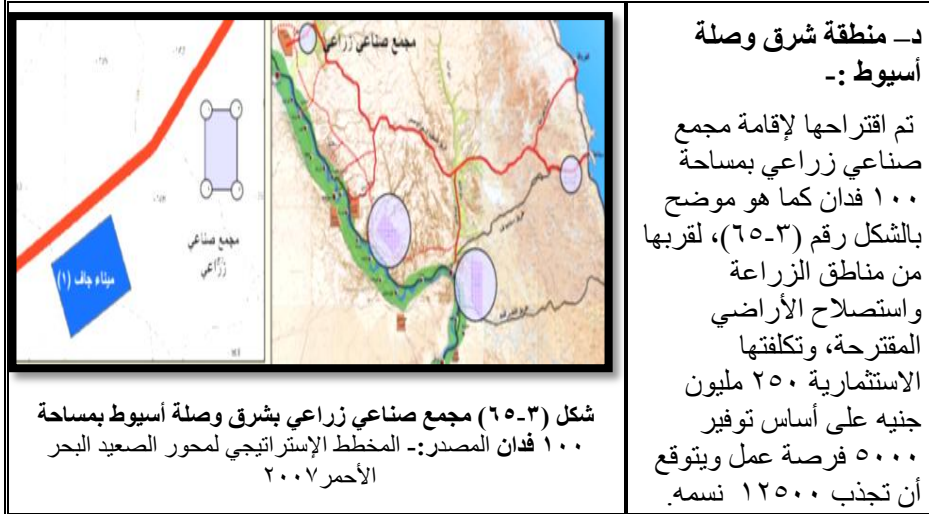 د– منطقة شرق وصلة
أسيوط :-
تم اقتراحها لإقامة مجمع
صناعي زراعي بمساحة
١٠٠ فدان كما هو موضح
بالشكل رقم (٣-٦٥)، لقربها
من مناطق الزراعة
واستصلاح الأراضي
المقترحة، وتكلفتها
الاستثمارية ٢٥٠ مليون
جنيه على أساس توفير
٥٠٠٠ فرصة عمل ويتوقع
أن تجذب ١٢٥٠٠ نسمه.
مجمع صناعي زراعي
مجمع صناعي
زراعي
ميناء جاف (١)
شكل (٣-٦٥) مجمع صناعي زراعي بشرق وصلة أسيوط بمساحة
١٠٠ فدان المصدر:- المخطط الإستراتيجي لمحور الصعيد البحر
الأحمر٢٠٠٧